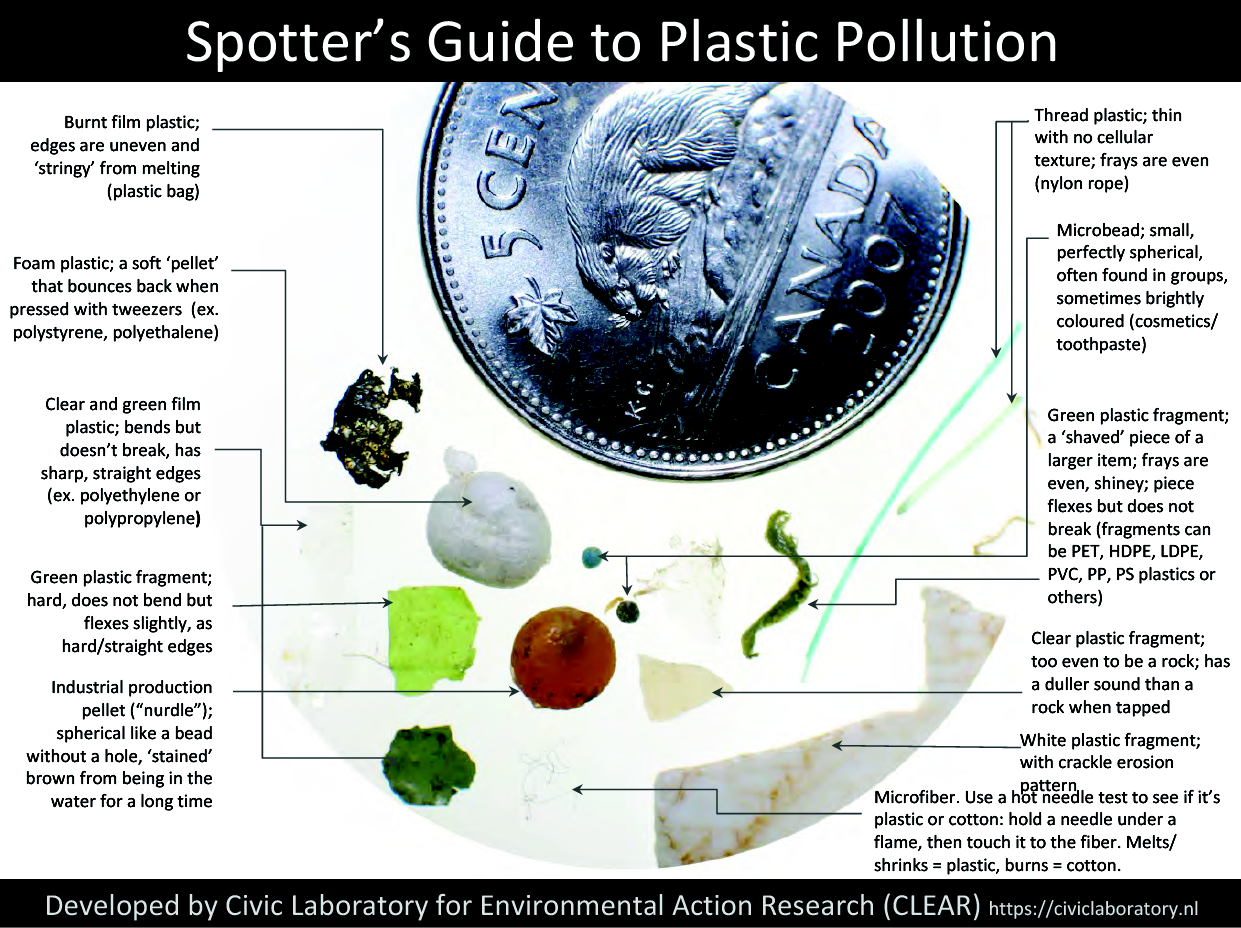 Spotter’s Guide to Plastic Pollution
Burnt film plastic;
edges are uneven and
‘stringy’ from melting
(plastic bag)
Foam plastic; a soft ‘pellet’
that bounces back when
pressed with tweezers (ex.
polystyrene, polyethalene)
Clear and green film
plastic; bends but
doesn’t break, has
sharp, straight edges
(ex. polyethylene or
polypropylene)
Green plastic fragment;
hard, does not bend but
flexes slightly, as
hard/straight edges
Industrial production
pellet (“nurdle”);
spherical like a bead
without a hole, ‘stained’
brown from being in the
water for a long time
5 CEN
CANADA
2007
KG
Thread plastic; thin
with no cellular
texture; frays are even
(nylon rope)
Microbead; small,
perfectly spherical,
often found in groups,
sometimes brightly
coloured (cosmetics/
toothpaste)
Green plastic fragment;
a ‘shaved’ piece of a
larger item; frays are
even, shiney; piece
flexes but does not
break (fragments can
be PET, HDPE, LDPE,
PVC, PP, PS plastics or
others)
Clear plastic fragment;
too even to be a rock; has
a duller sound than a
rock when tapped
White plastic fragment;
with crackle erosion
pattern
Microfiber. Use a hot needle test to see if it’s
plastic or cotton: hold a needle under a
flame, then touch it to the fiber. Melts/
shrinks = plastic, burns = cotton.
Developed by Civic Laboratory for Environmental Action Research (CLEAR) https://civiclaboratory.nl